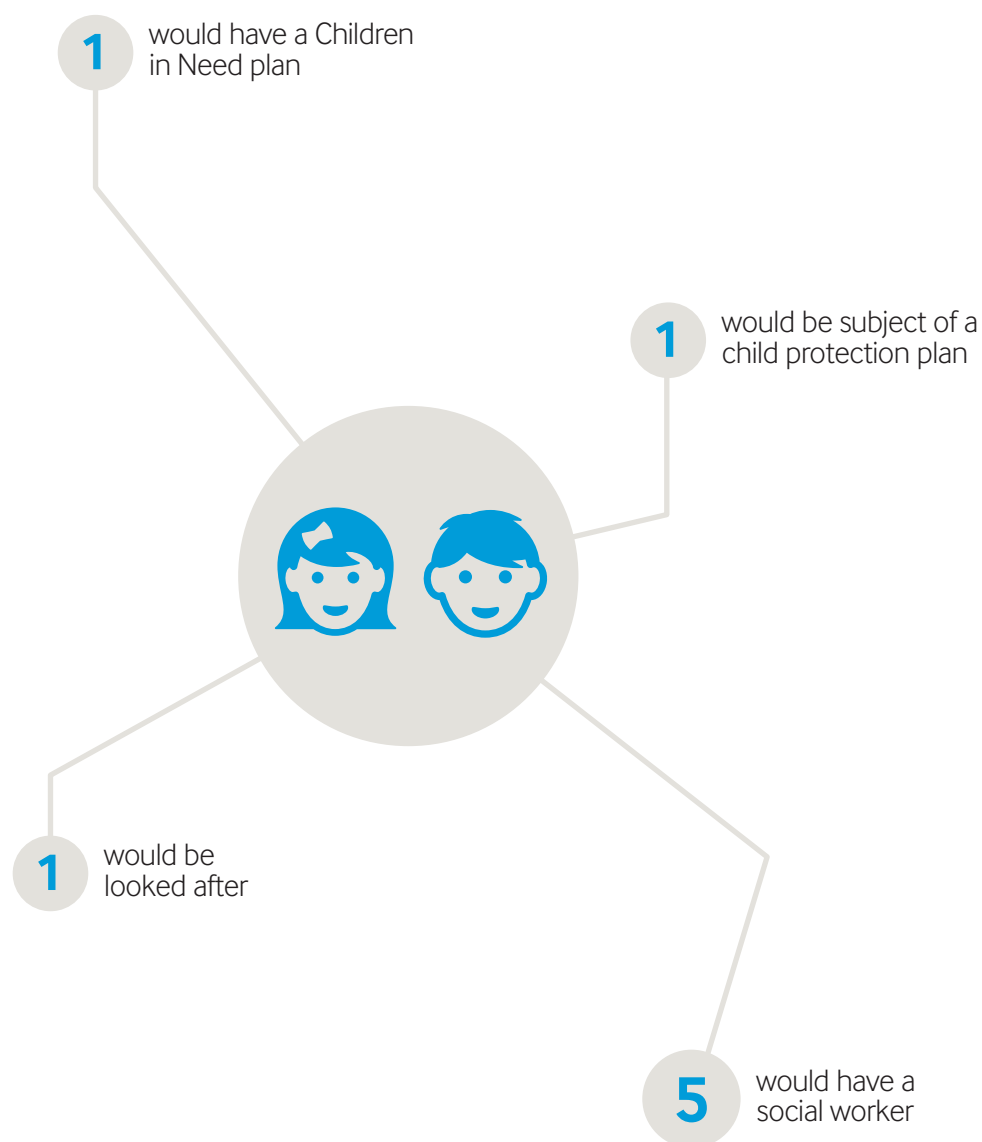 1
would have a Children
in Need plan
1
would be subject of a
child protection plan
1
would be
looked after
5
would have a
social worker